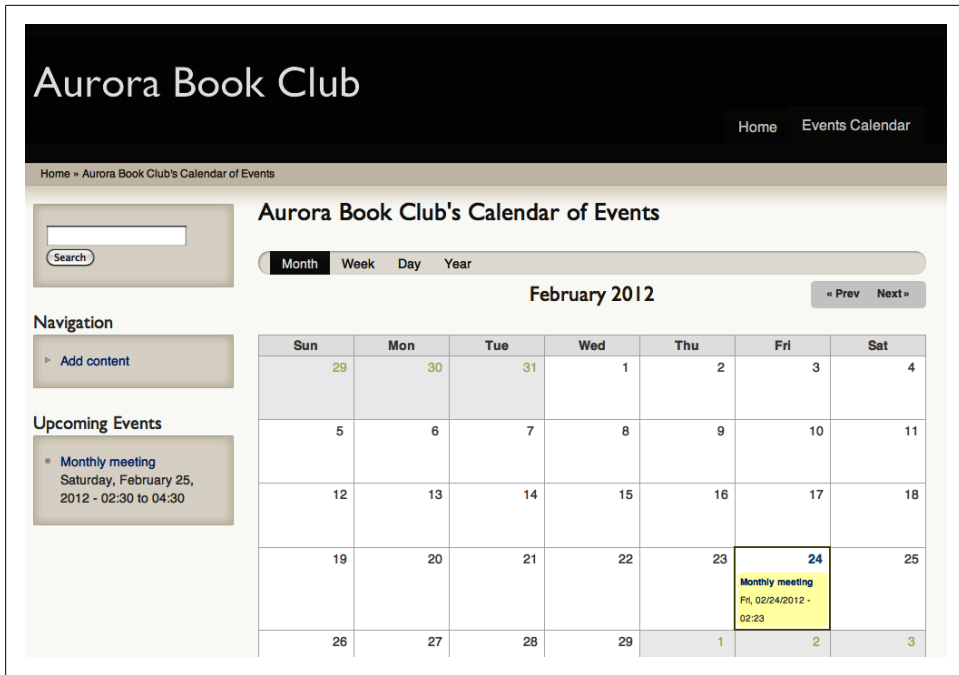 Aurora Book Club
Home Events Calendar
Home » Aurora Book Club's Calendar of Events
Search
Navigation
Add content
Upcoming Events
Monthly meeting
Saturday, February 25,
2012 - 02:30 to 04:30
Aurora Book Club's Calendar of Events
Month Week Day Year
February 2012
« Prev Next »
Sun Mon Tue Wed Thu Fri Sat
29 30 31 1 2 3 4
5 6 7 8 9 10 11
12 13 14 15 16 17 18
19 20 21 22 23 24 25
Monthly meeting
Fri, 02/24/2012 -
02:23
26 27 28 29 1 2 3